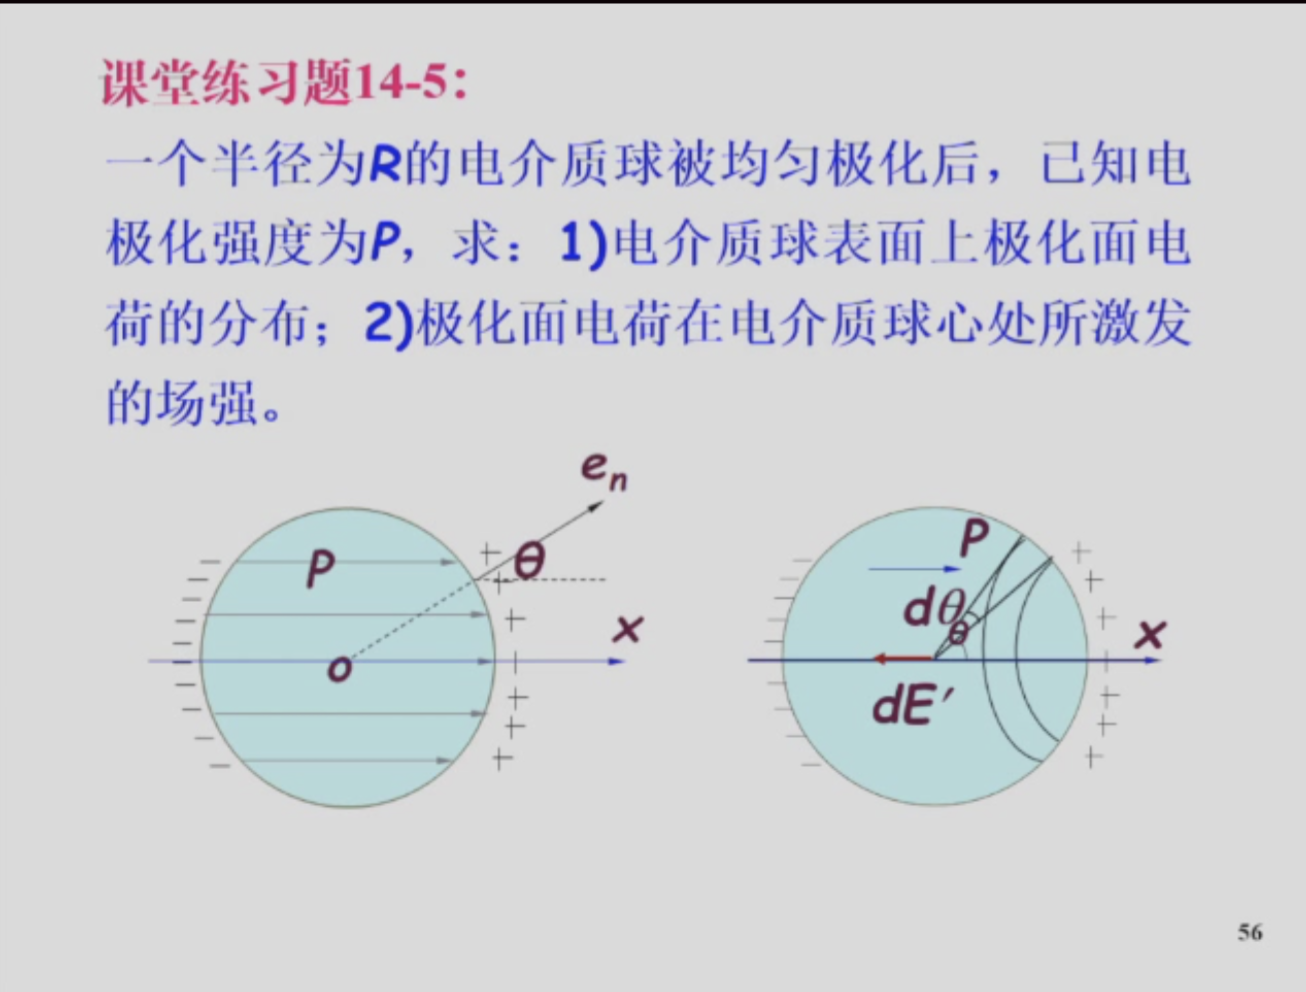 课堂练习题14-5：
一个半径为R的电介质球被均匀极化后，已知电
极化强度为P，求：1)电介质球表面上极化面电
荷的分布；2)极化面电荷在电介质球心处所激发
的场强。
e_n
P
θ
x
o
P
dθ
θ
x
dE′
56